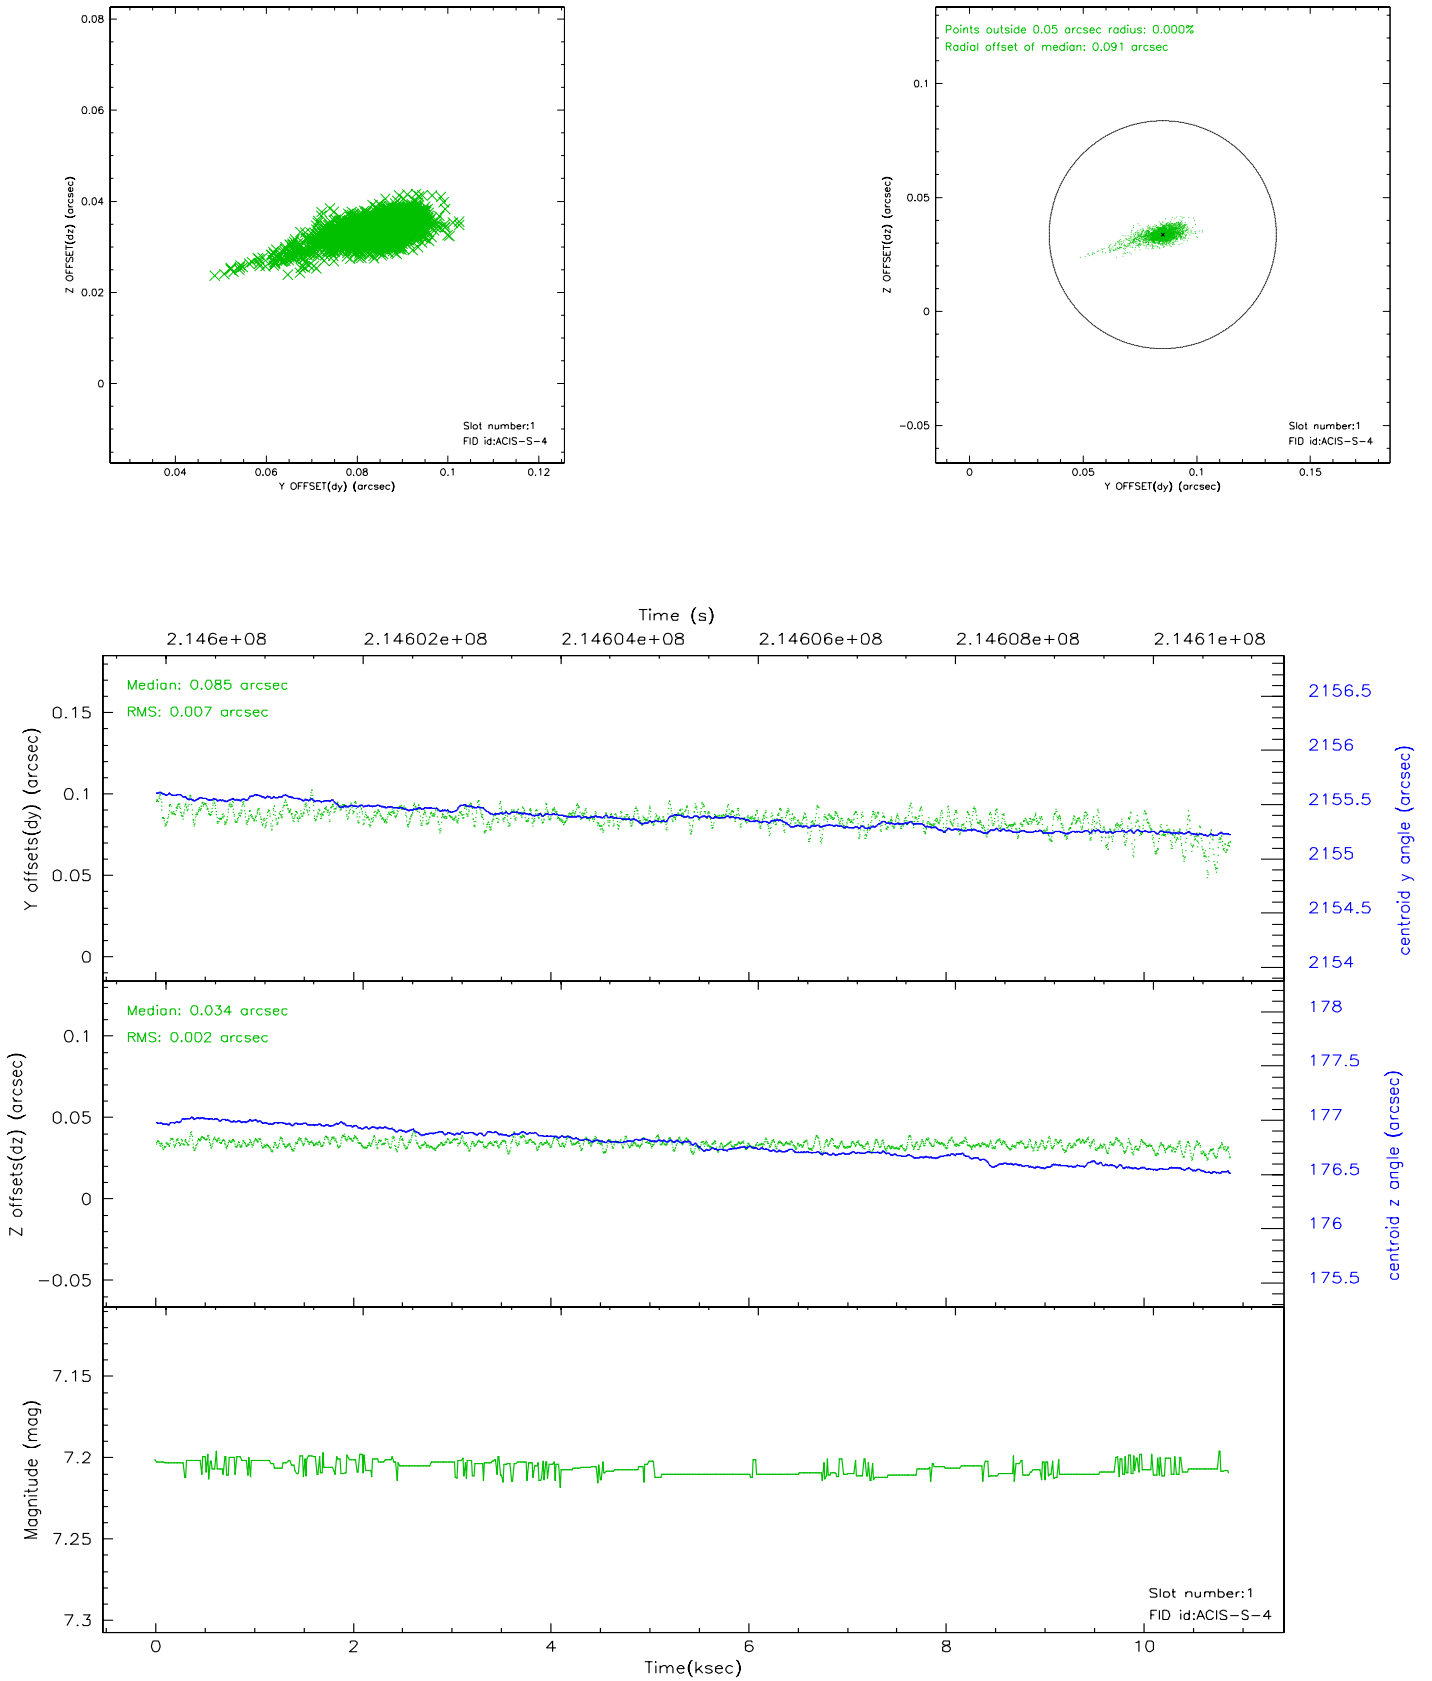 0.08
0.06
0.04
0.02
0
Z OFFSET(dz) (arcsec)
0.04 0.06 0.08 0.1 0.12
Y OFFSET(dy) (arcsec)
Slot number:1
FID id:ACIS-S-4
Points outside 0.05 arcsec radius: 0.000%
Radial offset of median: 0.091 arcsec
0.1
0.05
0
-0.05
Z OFFSET(dz) (arcsec)
0 0.05 0.1 0.15
Y OFFSET(dy) (arcsec)
Slot number:1
FID id:ACIS-S-4
Time (s)
2.146e+08 2.14602e+08 2.14604e+08 2.14606e+08 2.14608e+08 2.1461e+08
Median: 0.085 arcsec
RMS: 0.007 arcsec
0.15
0.1
0.05
0
Y offsets(dy) (arcsec)
2156.5
2156
2155.5
2155
2154.5
2154
centroid y angle (arcsec)
Median: 0.034 arcsec
RMS: 0.002 arcsec
0.1
0.05
0
-0.05
Z offsets(dz) (arcsec)
178
177.5
177
176.5
176
175.5
centroid z angle (arcsec)
7.15
7.2
7.25
7.3
Magnitude (mag)
Slot number:1
FID id:ACIS-S-4
0 2 4 6 8 10
Time(ksec)